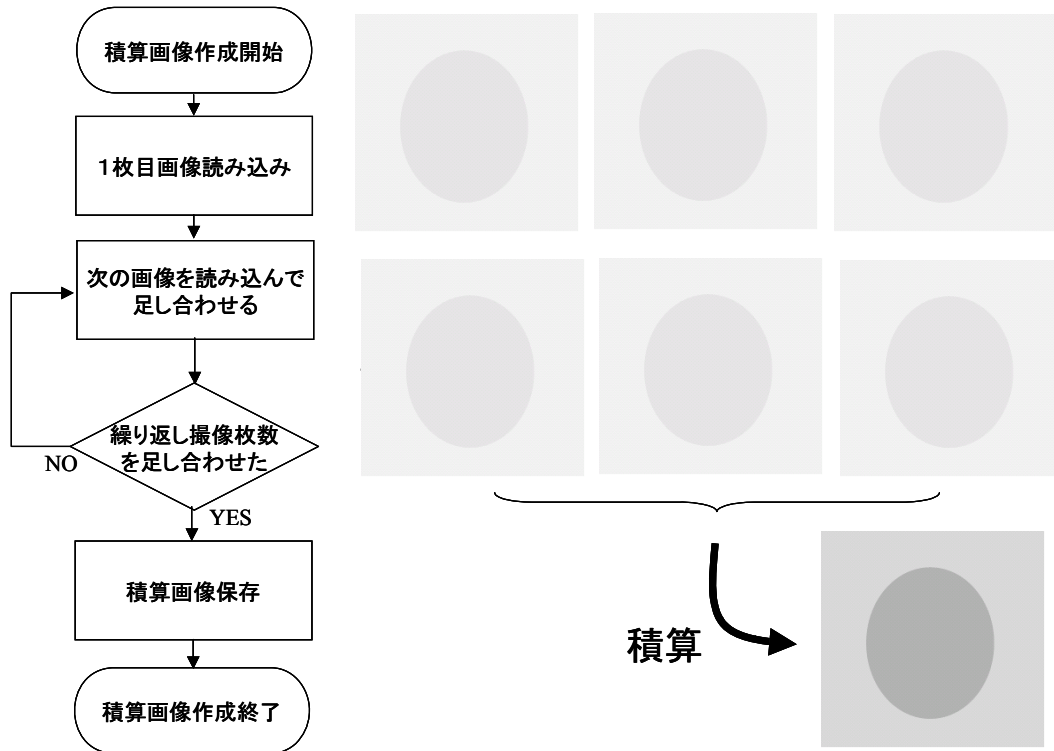 積算画像作成開始
１枚目画像読み込み
次の画像を読み込んで
足し合わせる
繰り返し撮像枚数
を足し合わせた
NO
YES
積算画像保存
積算画像作成終了
積算